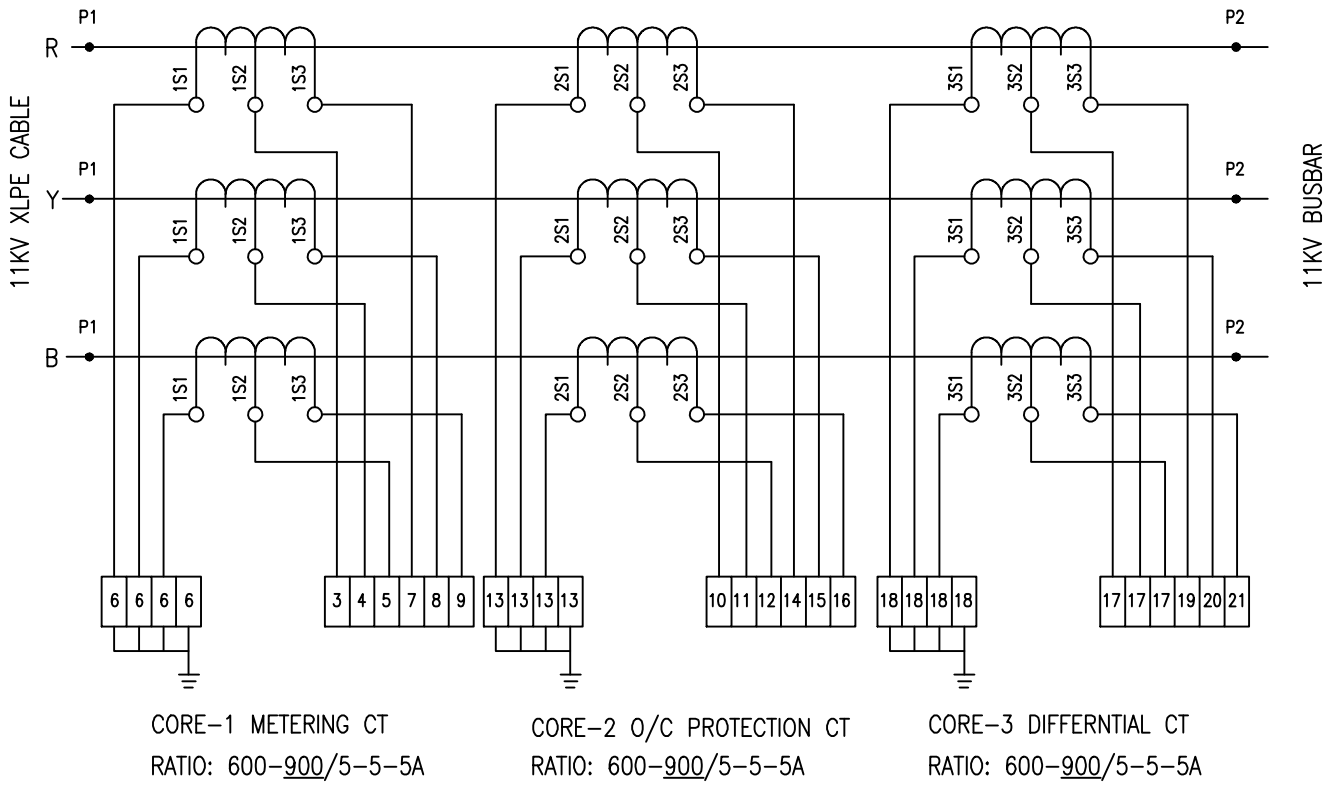 P1 P2
R
1S1 1S2 1S3 2S1 2S2 2S3 3S1 3S2 3S3
11KV XLPE CABLE
11KV BUSBAR
P1 P2
Y
1S1 1S2 1S3 2S1 2S2 2S3 3S1 3S2 3S3
P1 P2
B
1S1 1S2 1S3 2S1 2S2 2S3 3S1 3S2 3S3
6 6 6 6 3 4 5 7 8 9 13 13 13 13 10 11 12 14 15 16 18 18 18 18 17 17 17 19 20 21
CORE-1 METERING CT
RATIO: 600-900/5-5-5A
CORE-2 O/C PROTECTION CT
RATIO: 600-900/5-5-5A
CORE-3 DIFFERNTIAL CT
RATIO: 600-900/5-5-5A